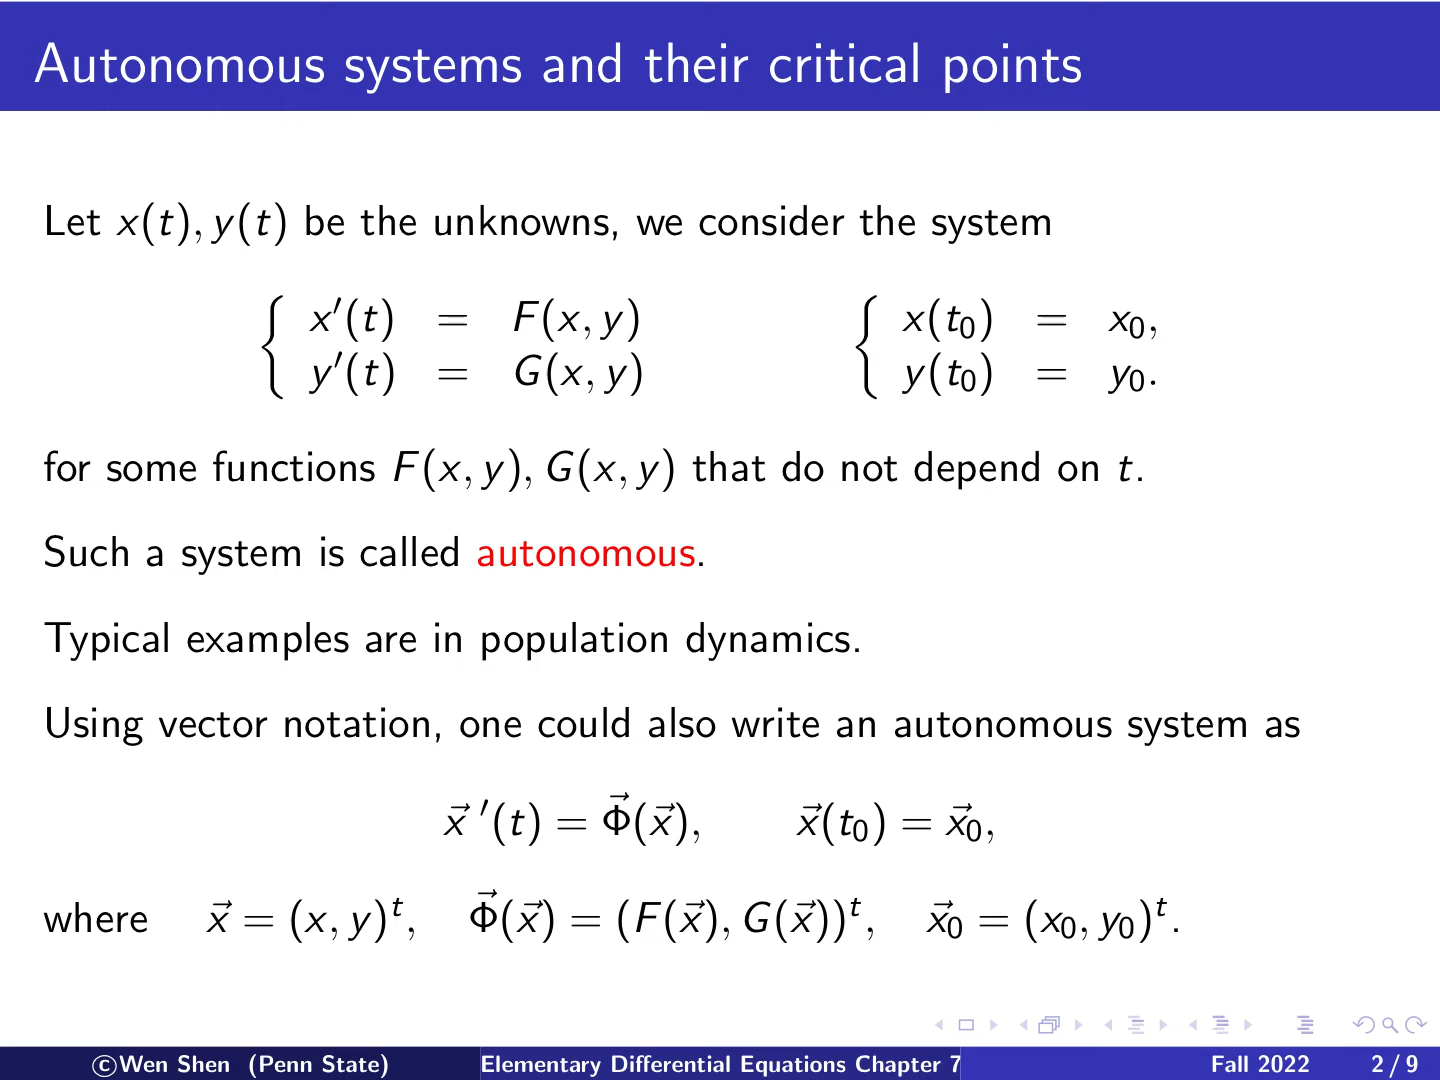 Autonomous systems and their critical points
Let x(t), y(t) be the unknowns, we consider the system
{ x′(t) = F(x, y)    { x(t₀) = x₀,
{ y′(t) = G(x, y)    { y(t₀) = y₀.
for some functions F(x, y), G(x, y) that do not depend on t.
Such a system is called autonomous.
Typical examples are in population dynamics.
Using vector notation, one could also write an autonomous system as
x⃗ ′(t) = Φ⃗(x⃗),    x⃗(t₀) = x⃗₀,
where    x⃗ = (x, y)ᵗ,    Φ⃗(x⃗) = (F(x⃗), G(x⃗))ᵗ,    x⃗₀ = (x₀, y₀)ᵗ.
©Wen Shen (Penn State)    Elementary Differential Equations Chapter 7    Fall 2022    2 / 9